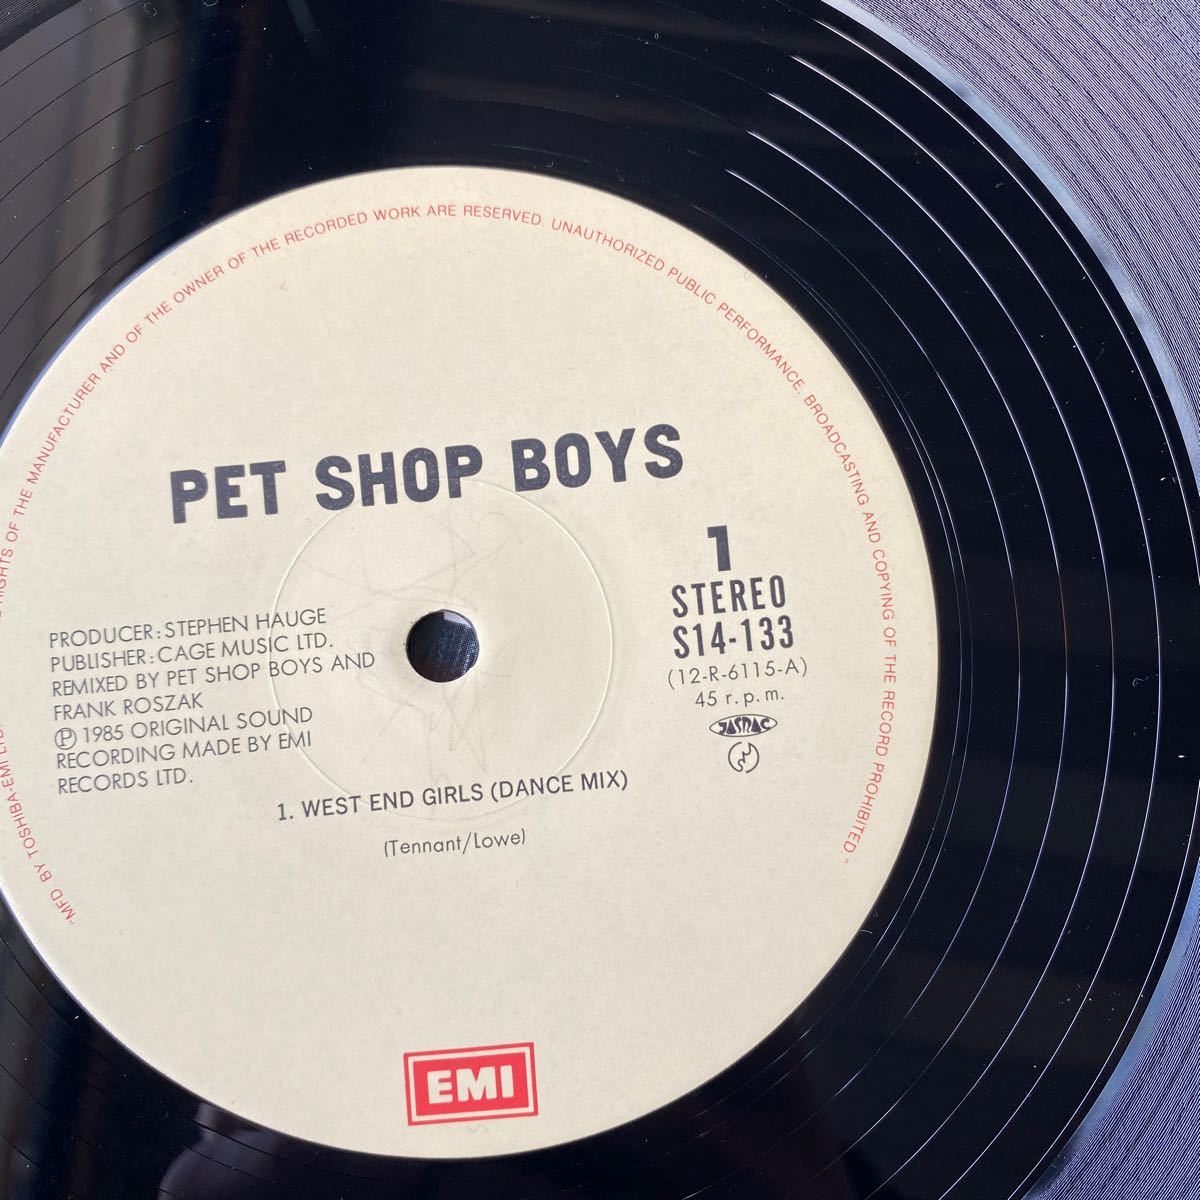 RIGHTS OF THE MANUFACTURER AND OF THE OWNER OF THE RECORDED WORK ARE RESERVED. UNAUTHORIZED PUBLIC PERFORMANCE. BROADCASTING AND COPYING OF THE RECORD PROHIBITED."
PET SHOP BOYS
1
STEREO
S14-133
(12-R-6115-A)
45 r.p.m.
JASRAC
PRODUCER: STEPHEN HAUGE
PUBLISHER: CAGE MUSIC LTD.
REMIXED BY PET SHOP BOYS AND
FRANK ROSZAK
Ⓟ 1985 ORIGINAL SOUND
RECORDING MADE BY EMI
RECORDS LTD.
1. WEST END GIRLS (DANCE MIX)
(Tennant/Lowe)
"MFD. BY TOSHIBA-EMI
EMI